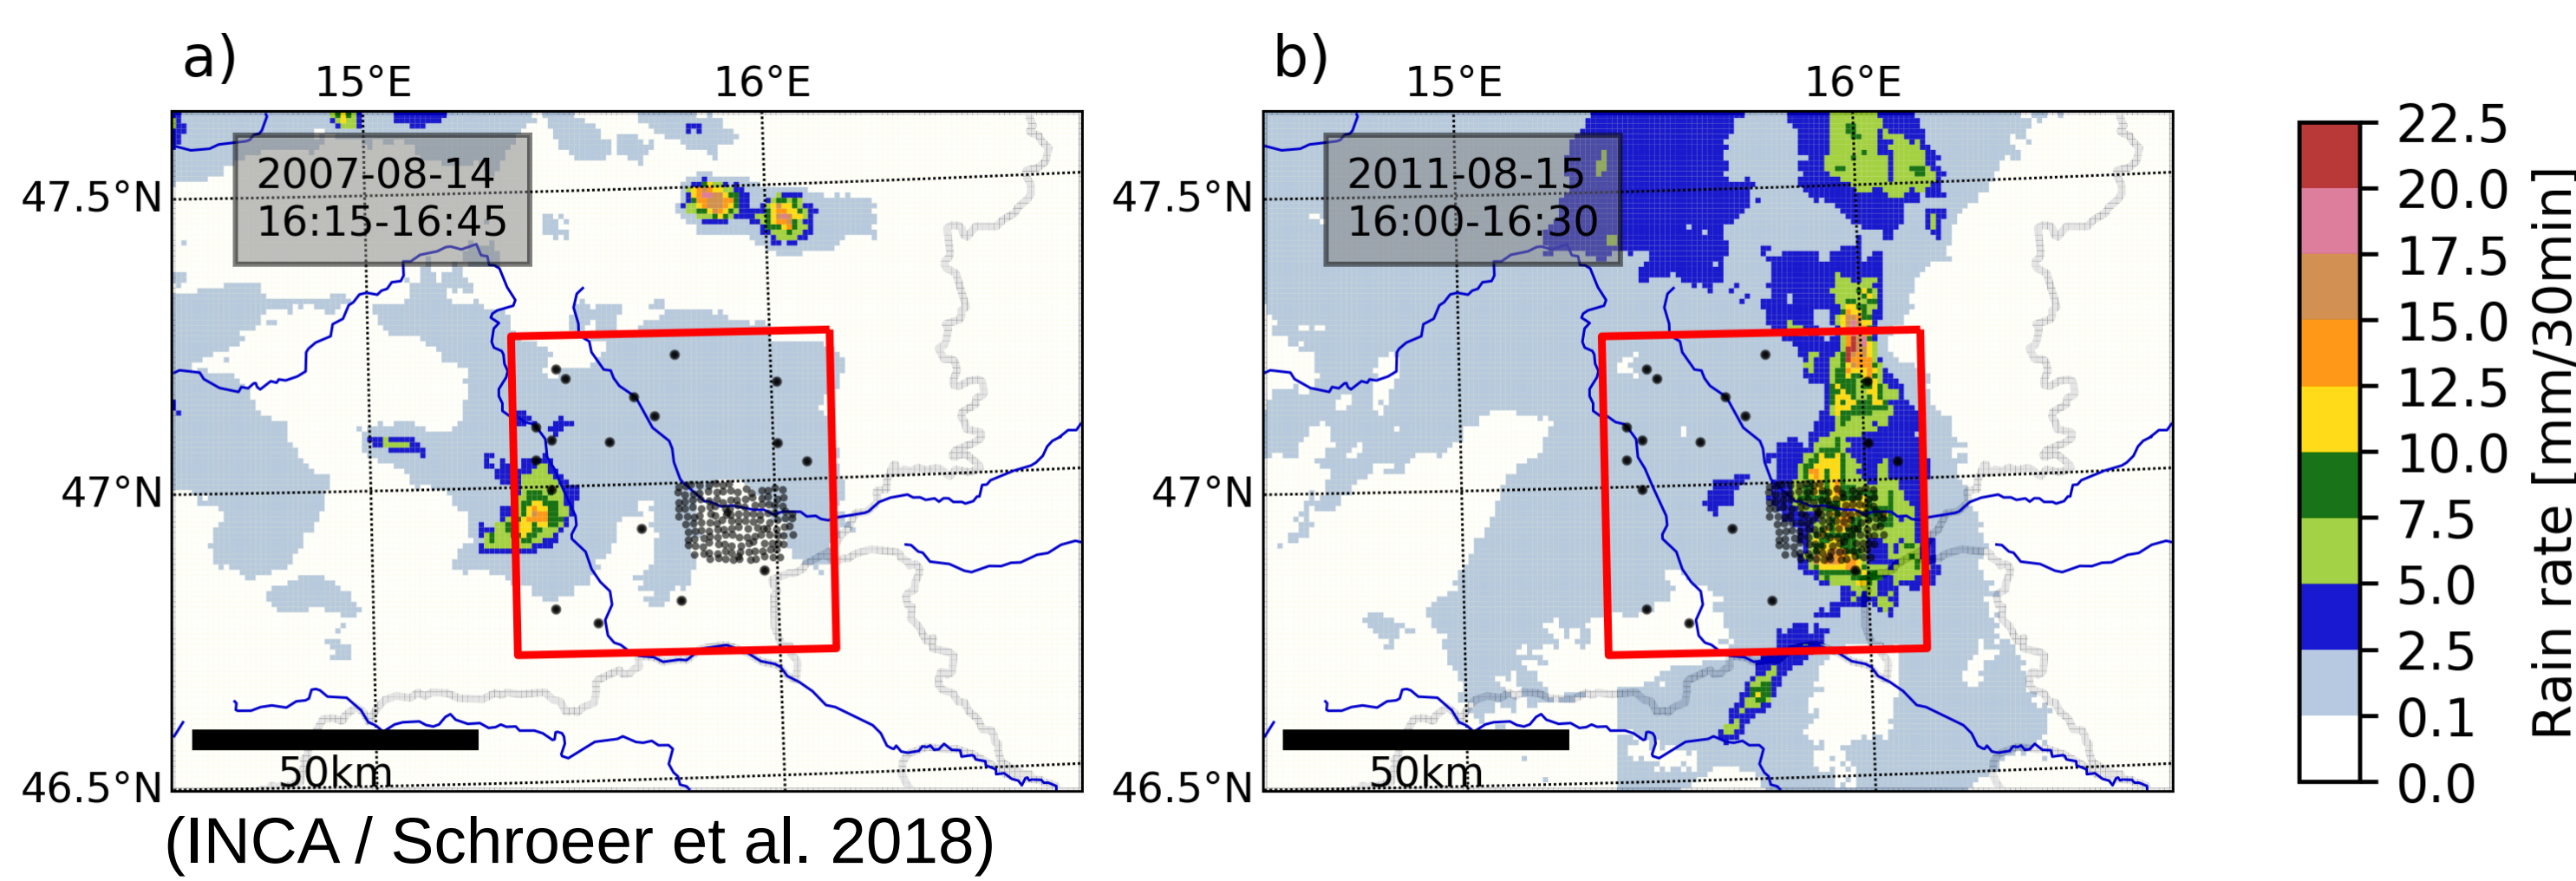 a)
15°E 16°E
47.5°N
47°N
46.5°N
2007-08-14
16:15-16:45
50km
(INCA / Schroeer et al. 2018)
b)
15°E 16°E
47.5°N
47°N
46.5°N
2011-08-15
16:00-16:30
50km
22.5
20.0
17.5
15.0
12.5
10.0
7.5
5.0
2.5
0.1
0.0
Rain rate [mm/30min]